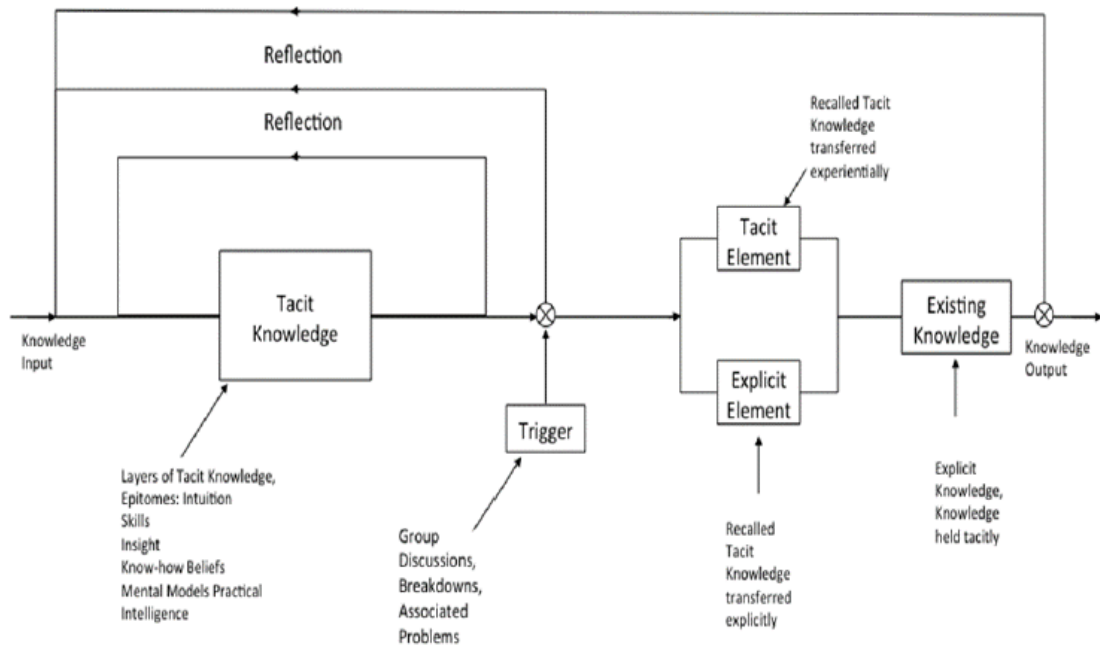 Reflection
Reflection
Recalled Tacit
Knowledge
transferred
experientially
Tacit
Element
Tacit
Knowledge
Existing
Knowledge
Knowledge
Input
Knowledge
Output
Explicit
Element
Trigger
Layers of Tacit Knowledge,
Epitomes: Intuition
Skills
Insight
Know-how Beliefs
Mental Models Practical
Intelligence
Group
Discussions,
Breakdowns,
Associated
Problems
Recalled
Tacit
Knowledge
transferred
explicitly
Explicit
Knowledge,
Knowledge
held tacitly